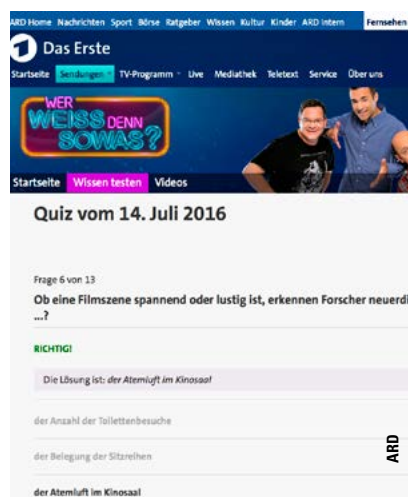 ARD Home Nachrichten Sport Börse Ratgeber Wissen Kultur Kinder ARD Intern Fernsehen
1 Das Erste
Startseite Sendungen TV-Programm Live Mediathek Teletext Service Über uns
WER
WEISS DENN
SOWAS?
Startseite Wissen testen Videos
Quiz vom 14. Juli 2016
Frage 6 von 13
Ob eine Filmszene spannend oder lustig ist, erkennen Forscher neuerdi
...?
RICHTIG!
Die Lösung ist: der Atemluft im Kinosaal
der Anzahl der Toilettenbesuche
der Belegung der Sitzreihen
ARD
der Atemluft im Kinosaal